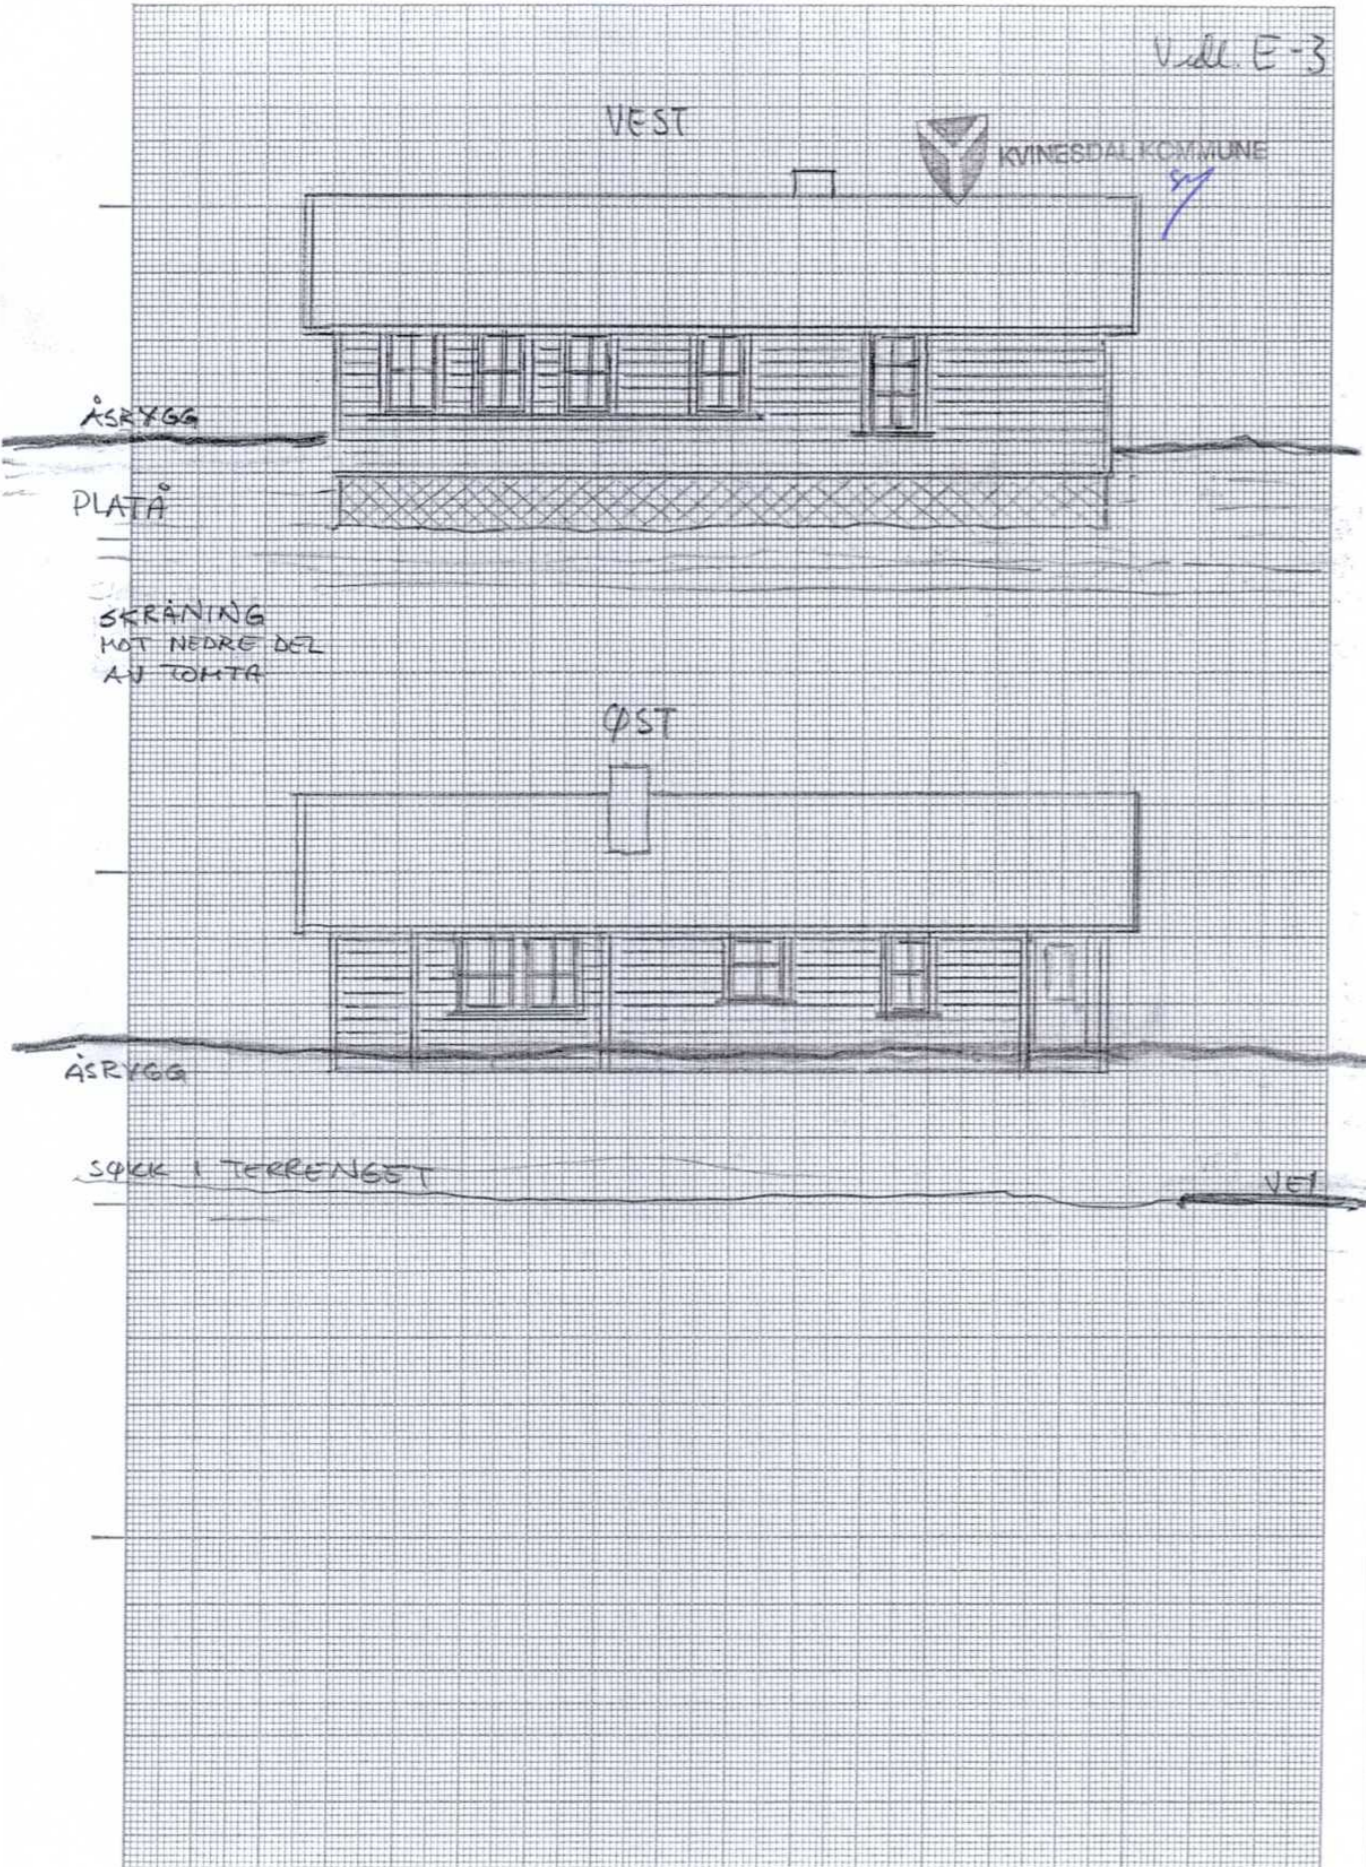 Vedl. E-3
VEST
KVINESDAL KOMMUNE
ÅSRYGG
PLATÅ
SKRÅNING
MOT NEDRE DEL
AV TOMTA
ØST
ÅSRYGG
SØKK I TERRENGET
VEI